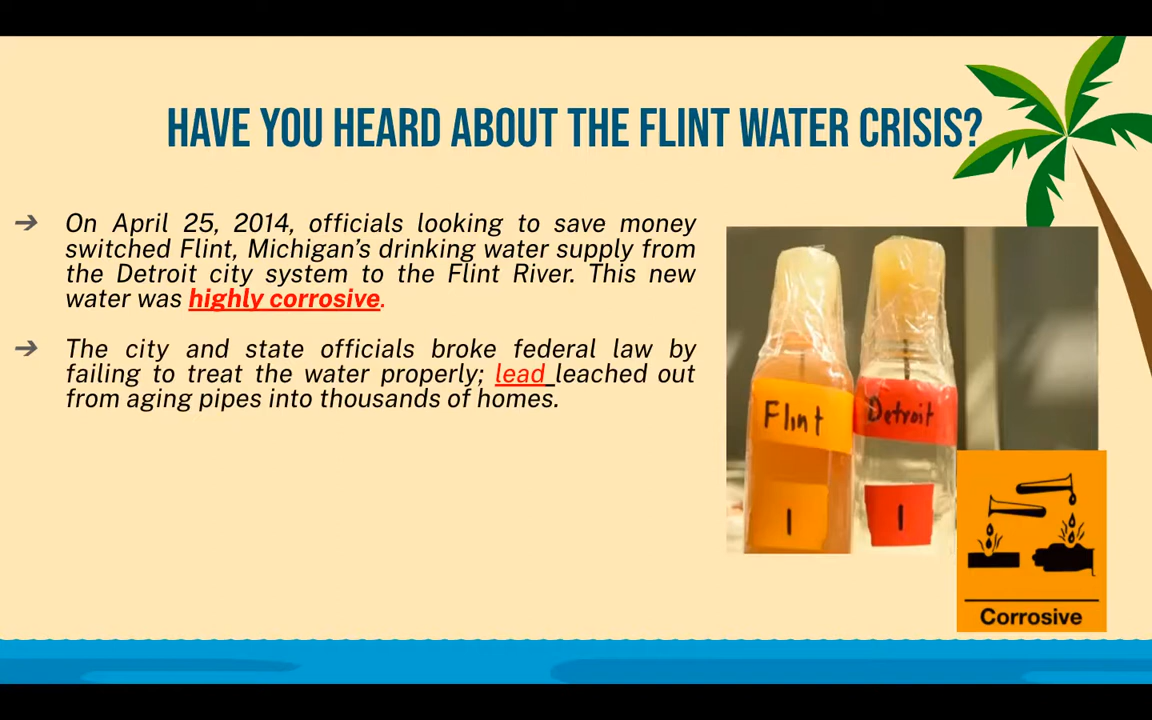 HAVE YOU HEARD ABOUT THE FLINT WATER CRISIS?
➔ On April 25, 2014, officials looking to save money
switched Flint, Michigan’s drinking water supply from
the Detroit city system to the Flint River. This new
water was highly corrosive.
➔ The city and state officials broke federal law by
failing to treat the water properly; lead leached out
from aging pipes into thousands of homes.
Flint
Detroit
1
1
Corrosive